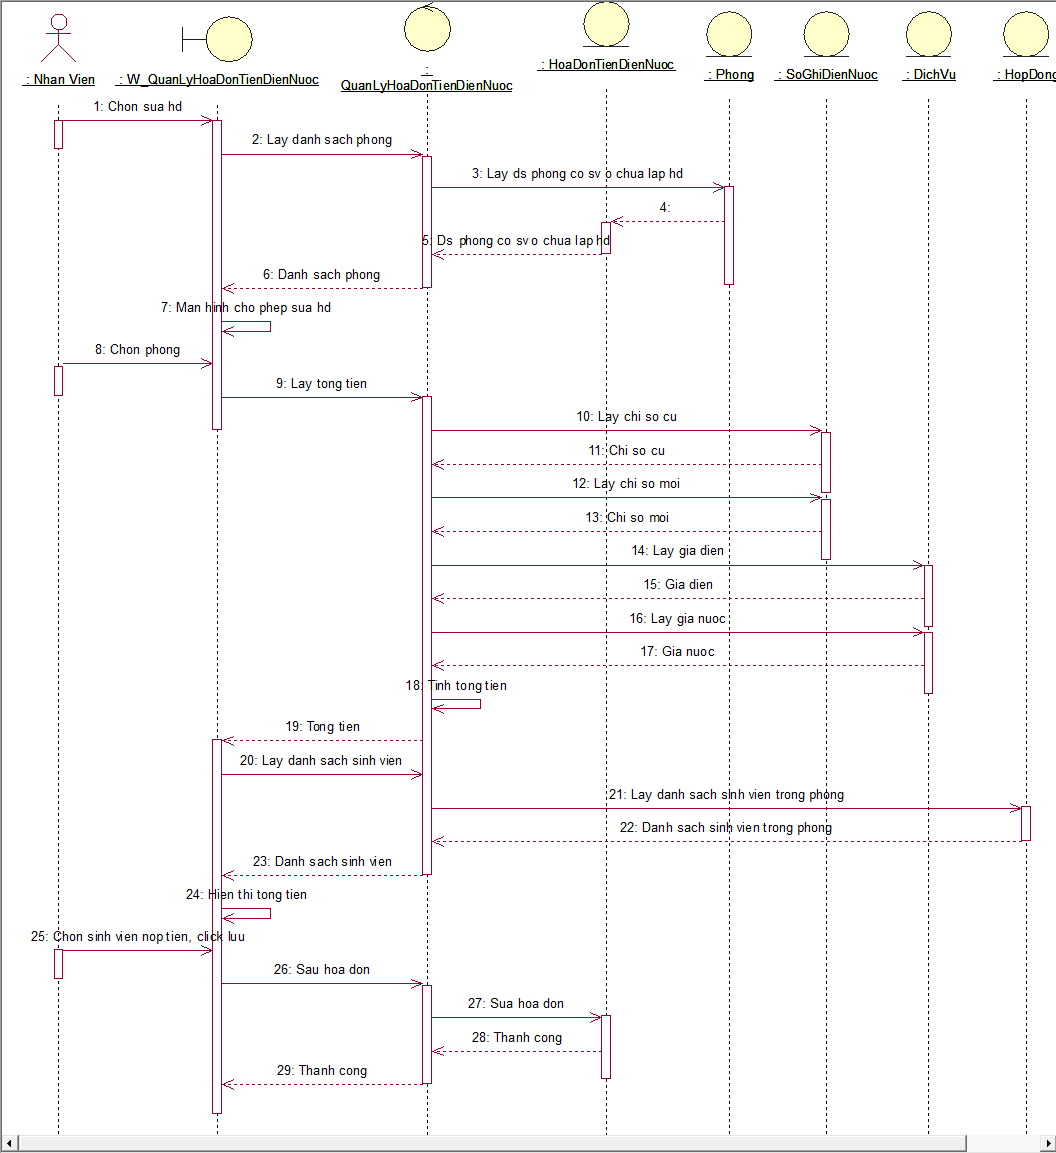 : Nhan Vien
: W_QuanLyHoaDonTienDienNuoc
:
QuanLyHoaDonTienDienNuoc
: HoaDonTienDienNuoc
: Phong
: SoGhiDienNuoc
: DichVu
: HopDong
1: Chon sua hd
2: Lay danh sach phong
3: Lay ds phong co sv o chua lap hd
4:
5: Ds phong co sv o chua lap hd
6: Danh sach phong
7: Man hinh cho phep sua hd
8: Chon phong
9: Lay tong tien
10: Lay chi so cu
11: Chi so cu
12: Lay chi so moi
13: Chi so moi
14: Lay gia dien
15: Gia dien
16: Lay gia nuoc
17: Gia nuoc
18: Tinh tong tien
19: Tong tien
20: Lay danh sach sinh vien
21: Lay danh sach sinh vien trong phong
22: Danh sach sinh vien trong phong
23: Danh sach sinh vien
24: Hien thi tong tien
25: Chon sinh vien nop tien, click luu
26: Sau hoa don
27: Sua hoa don
28: Thanh cong
29: Thanh cong